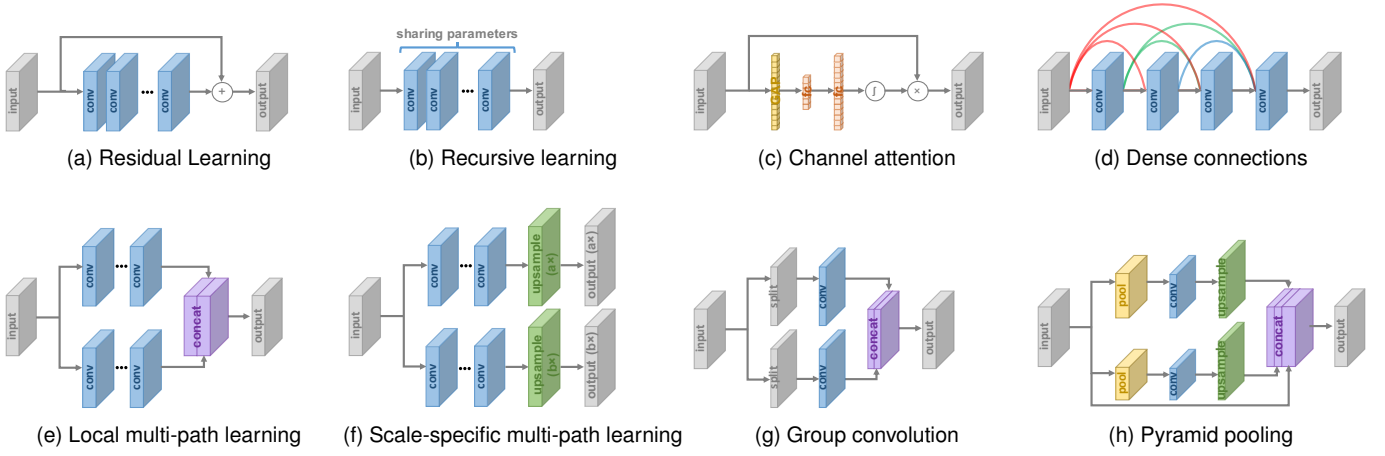 sharing parameters
input conv conv ... conv + output
input conv conv ... conv output
input GAP fc fc ∫ × output
input conv conv conv conv output
(a) Residual Learning
(b) Recursive learning
(c) Channel attention
(d) Dense connections
input conv conv ... conv conv ... concat output
input conv conv ... conv upsample (a×) output (a×) conv conv ... conv upsample (b×) output (b×)
input split conv split conv concat output
input pool conv upsample pool conv upsample concat output
(e) Local multi-path learning
(f) Scale-specific multi-path learning
(g) Group convolution
(h) Pyramid pooling